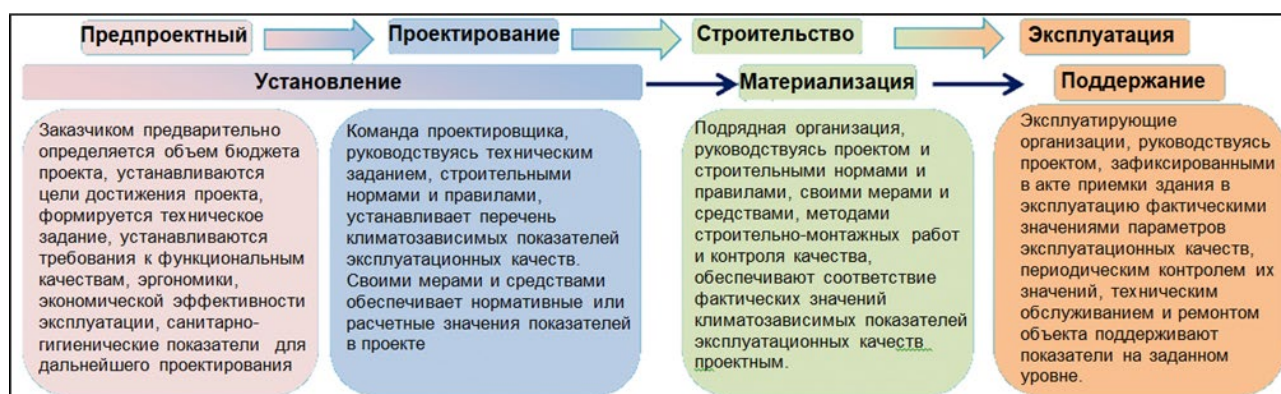 Предпроектный
Проектирование
Строительство
Эксплуатация
Установление
Материализация
Поддержание
Заказчиком предварительно
определяется объем бюджета
проекта, устанавливаются
цели достижения проекта,
формируется техническое
задание, устанавливаются
требования к функциональным
качествам, эргономики,
экономической эффективности
эксплуатации, санитарно-
гигиенические показатели для
дальнейшего проектирования
Команда проектировщика,
руководствуясь техническим
заданием, строительными
нормами и правилами,
устанавливает перечень
климатозависимых показателей
эксплуатационных качеств.
Своими мерами и средствами
обеспечивает нормативные или
расчетные значения показателей
в проекте
Подрядная организация,
руководствуясь проектом и
строительными нормами и
правилами, своими мерами и
средствами, методами
строительно-монтажных работ
и контроля качества,
обеспечивают соответствие
фактических значений
климатозависимых показателей
эксплуатационных качеств
проектным.
Эксплуатирующие
организации, руководствуясь
проектом, зафиксированными
в акте приемки здания в
эксплуатацию фактическими
значениями параметров
эксплуатационных качеств,
периодическим контролем их
значений, техническим
обслуживанием и ремонтом
объекта поддерживают
показатели на заданном
уровне.